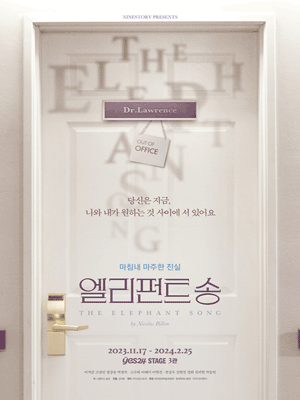 NINESTORY PRESENTS
THE
ELEPHANT
SONG
Dr.Lawrence
OUT OF
OFFICE
당신은 지금,
나와 내가 원하는 것 사이에 서 있어요.
마침내 마주한 진실
엘리펀트 송
THE ELEPHANT SONG
by Nicolas Billon
2023.11.17 - 2024.2.25
yes24 STAGE 3관